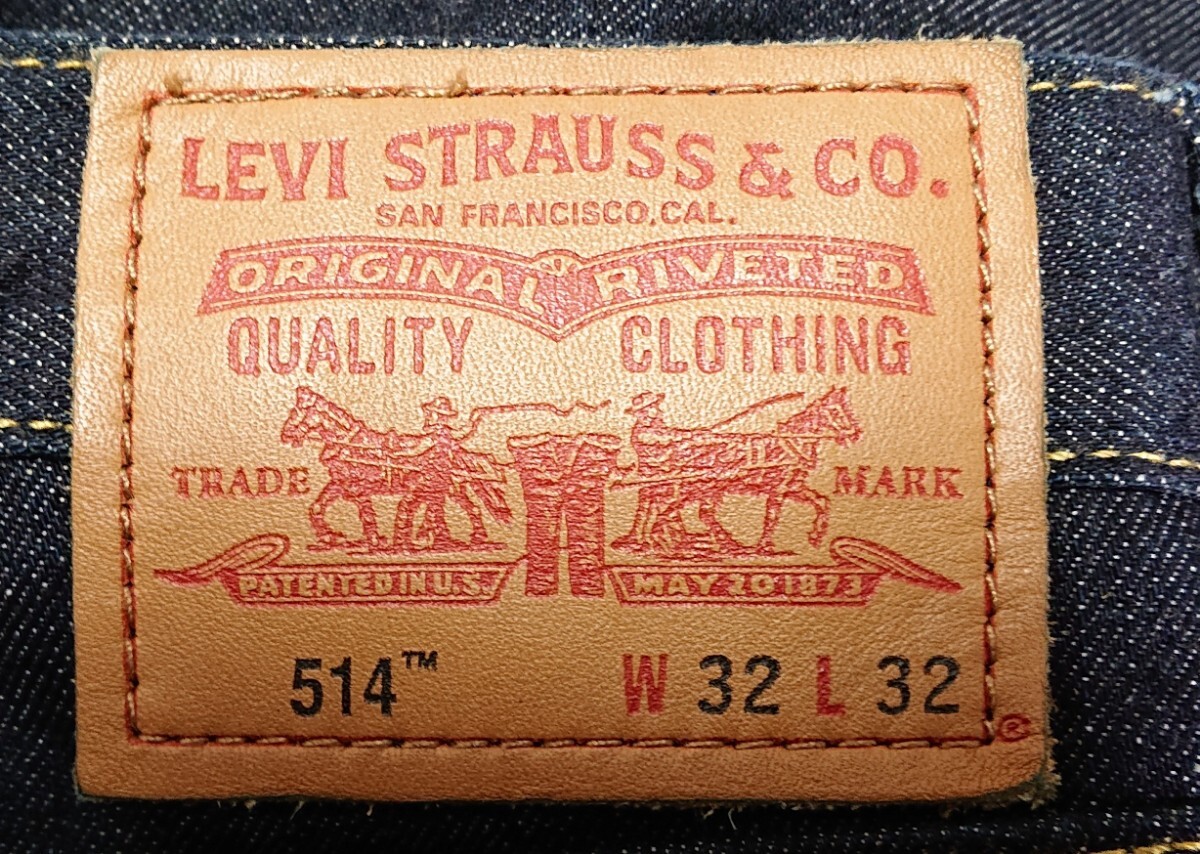 LEVI STRAUSS & CO.
SAN FRANCISCO, CAL.
ORIGINAL RIVETED
QUALITY CLOTHING
TRADE MARK
PATENTED IN U.S. MAY 20 1873
514™ W 32 L 32
®